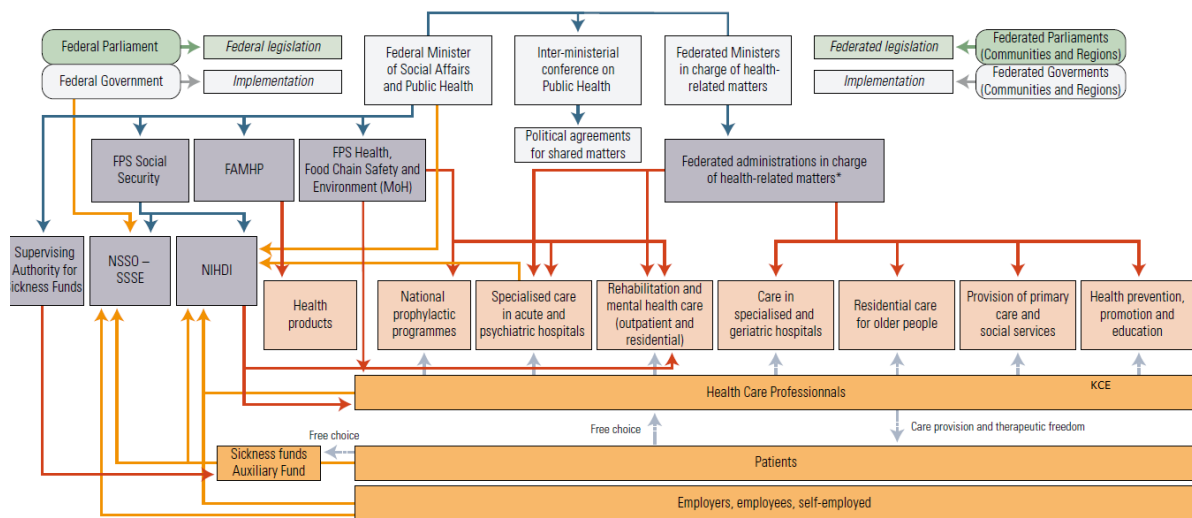 Federal Parliament
Federal legislation
Federal Government
Implementation
Federal Minister
of Social Affairs
and Public Health
Inter-ministerial
conference on
Public Health
Federated Ministers
in charge of health-
related matters
Federated legislation
Implementation
Federated Parliaments
(Communities and Regions)
Federated Goverments
(Communities and Regions)
Political agreements
for shared matters
FPS Social
Security
FAMHP
FPS Health,
Food Chain Safety and
Environment (MoH)
Federated administrations in charge
of health-related matters*
Supervising
Authority for
Sickness Funds
NSSO –
SSSE
NIHDI
Health
products
National
prophylactic
programmes
Specialised care
in acute and
psychiatric hospitals
Rehabilitation and
mental health care
(outpatient and
residential)
Care in
specialised and
geriatric hospitals
Residential care
for older people
Provision of primary
care and
social services
Health prevention,
promotion and
education
Health Care Professionnals
KCE
Free choice
Free choice
Care provision and therapeutic freedom
Sickness funds
Auxiliary Fund
Patients
Employers, employees, self-employed